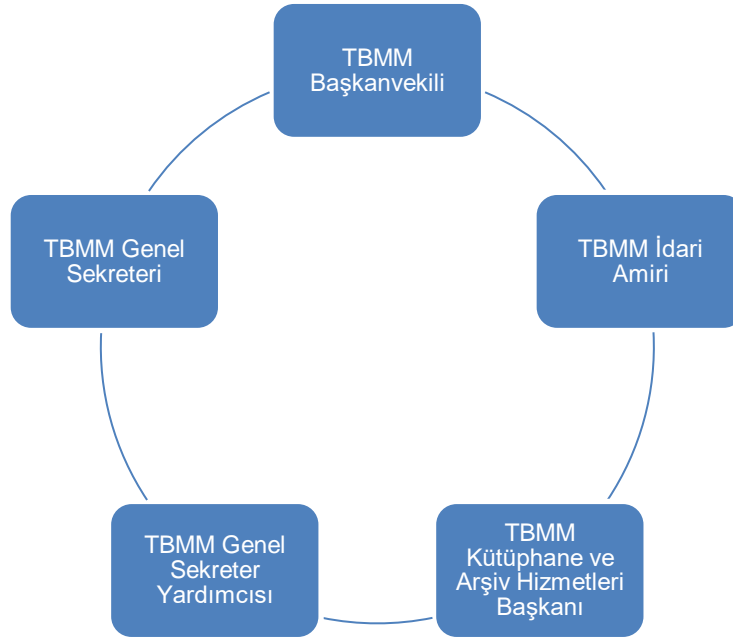 TBMM
Başkanvekili
TBMM Genel
Sekreteri
TBMM İdari
Amiri
TBMM Genel
Sekreter
Yardımcısı
TBMM
Kütüphane ve
Arşiv Hizmetleri
Başkanı